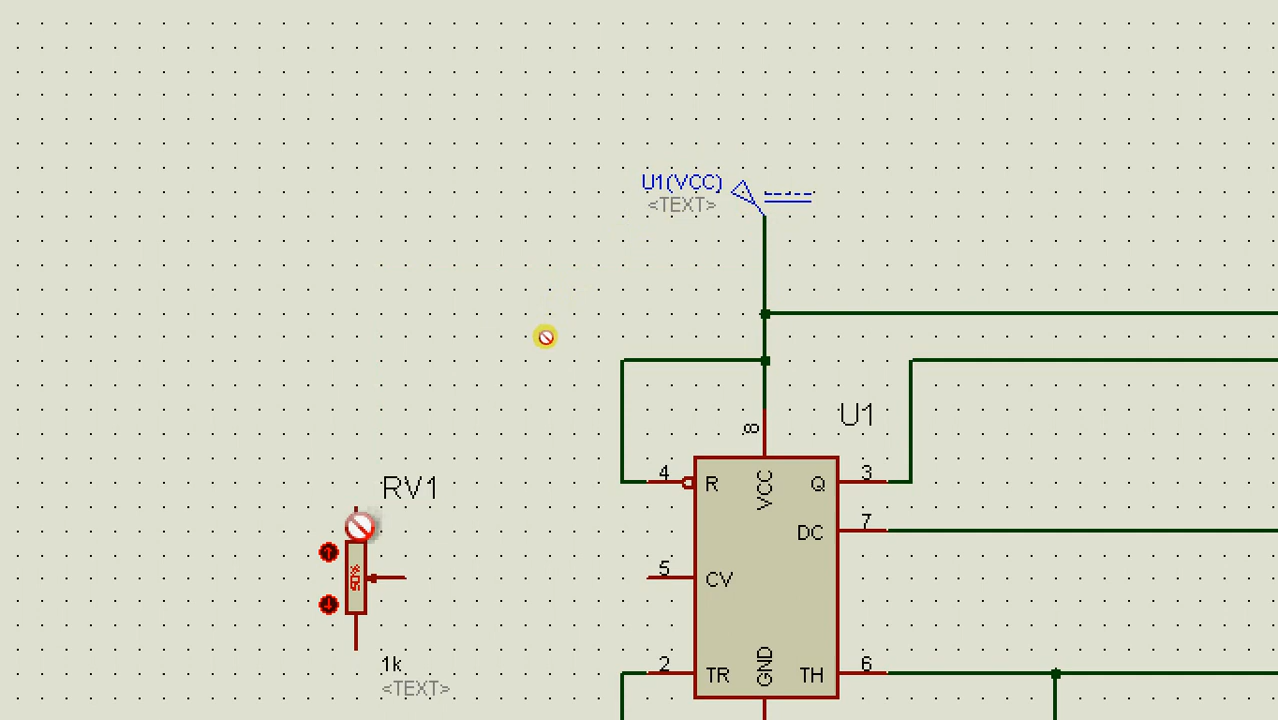 U1(VCC)
<TEXT>
U1
8
4
R
VCC
Q
3
DC
7
5
CV
2
TR
GND
TH
6
RV1
50%
1k
<TEXT>